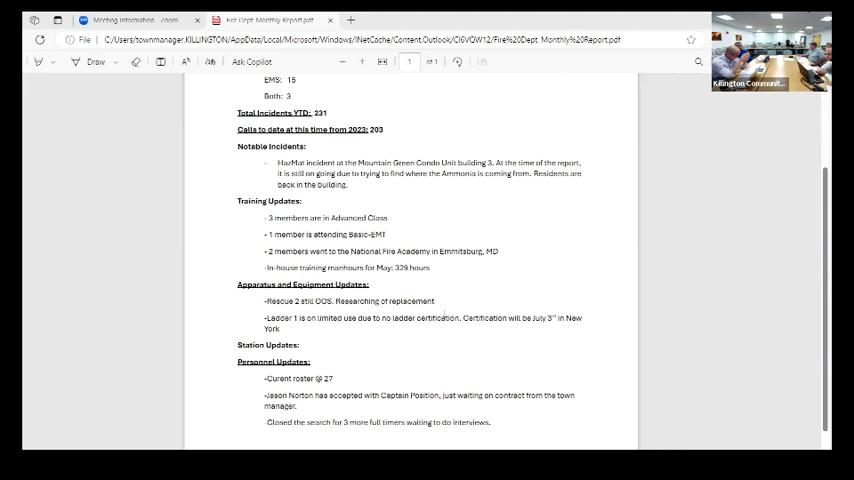 Meeting Information - Zoom
Fire Dept. Monthly Report.pdf
File
C:/Users/townmanager.KILLINGTON/AppData/Local/Microsoft/Windows/INetCache/Content.Outlook/CI6VQW12/Fire%20Dept. Monthly%20Report.pdf
Draw
Ask Copilot
1 of 1
EMS: 15
Both: 3
Total Incidents YTD: 231
Calls to date at this time from 2023: 203
Notable Incidents:
- HazMat incident at the Mountain Green Condo Unit building 3. At the time of the report,
it is still on going due to trying to find where the Ammonia is coming from. Residents are
back in the building.
Training Updates:
- 3 members are in Advanced Class
- 1 member is attending Basic-EMT
- 2 members went to the National Fire Academy in Emmitsburg, MD
-In-house training manhours for May: 329 hours
Apparatus and Equipment Updates:
-Rescue 2 still OOS. Researching of replacement
-Ladder 1 is on limited use due to no ladder certification. Certification will be July 3rd in New
York
Station Updates:
Personnel Updates:
-Curent roster @ 27
-Jason Norton has accepted with Captain Position, just waiting on contract from the town
manager.
-Closed the search for 3 more full timers waiting to do interviews.
Killington Communit...